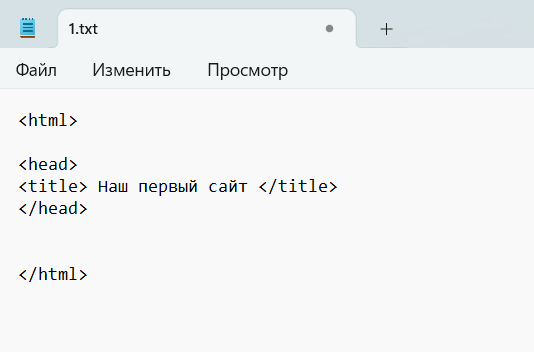 1.txt
Файл Изменить Просмотр
<html>
<head>
<title> Наш первый сайт </title>
</head>
</html>